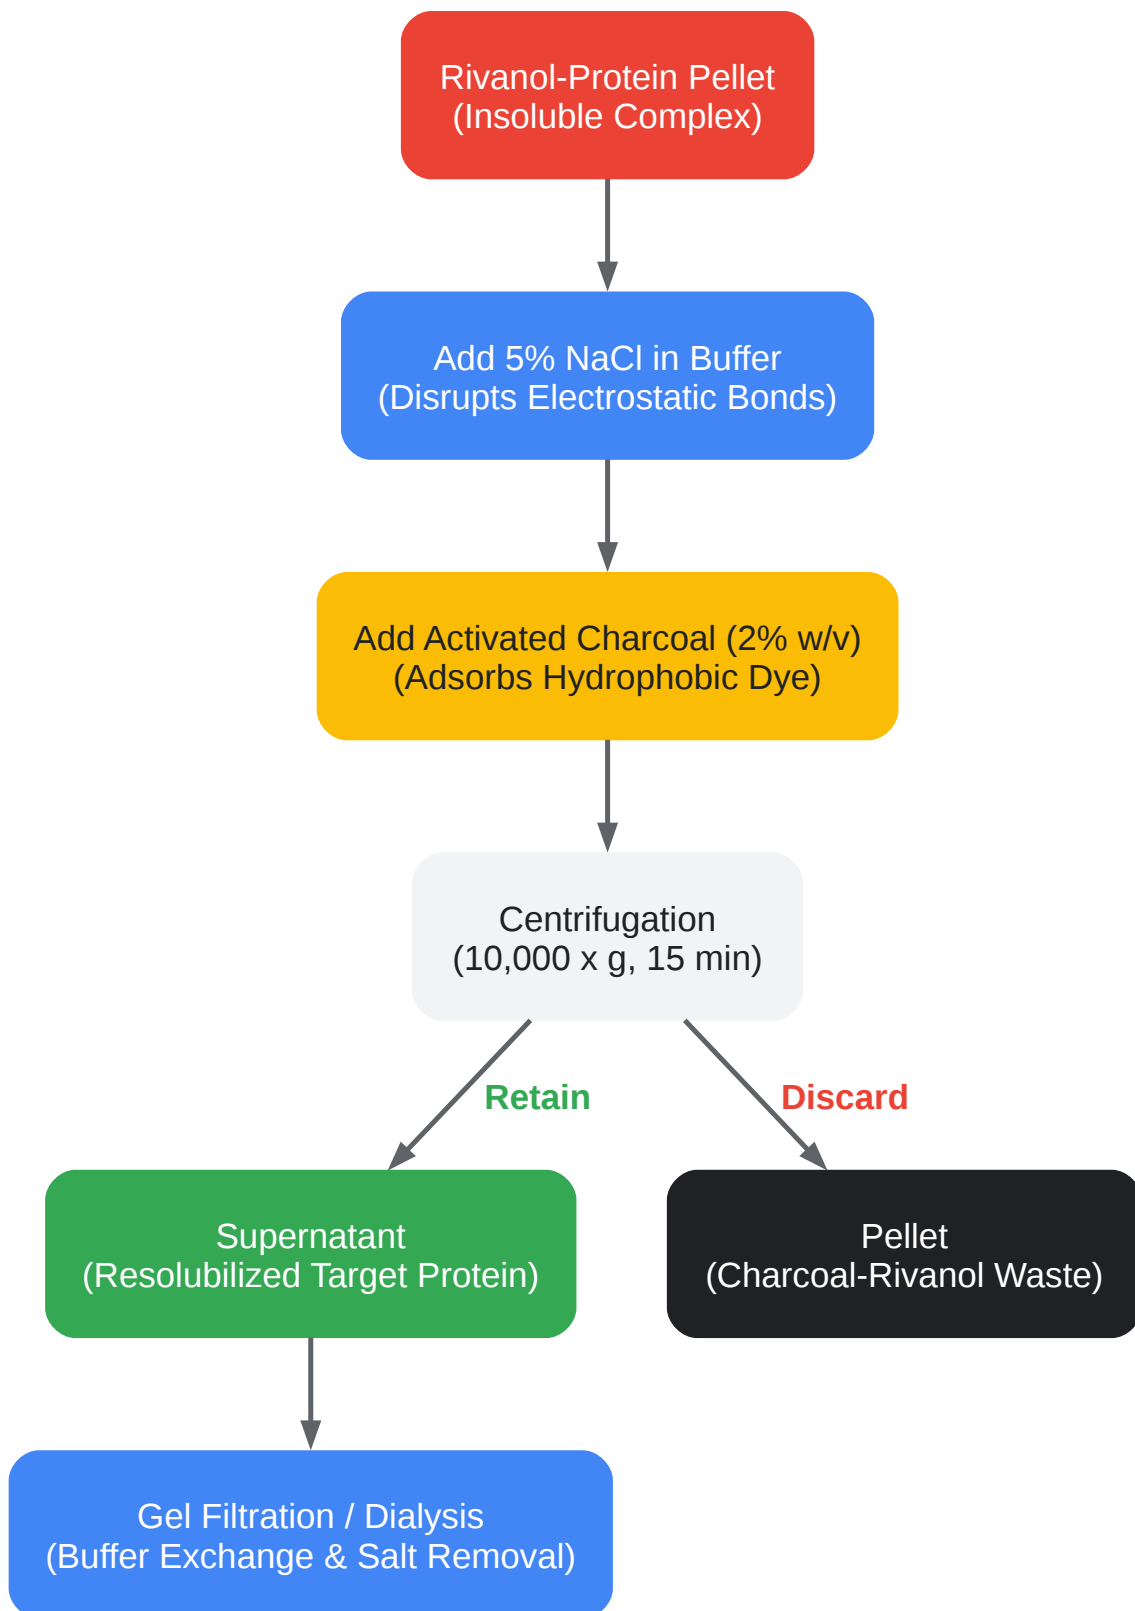 Rivanol-Protein Pellet
(Insoluble Complex)
Add 5% NaCl in Buffer
(Disrupts Electrostatic Bonds)
Add Activated Charcoal (2% w/v)
(Adsorbs Hydrophobic Dye)
Centrifugation
(10,000 x g, 15 min)
Retain
Discard
Supernatant
(Resolubilized Target Protein)
Pellet
(Charcoal-Rivanol Waste)
Gel Filtration / Dialysis
(Buffer Exchange & Salt Removal)